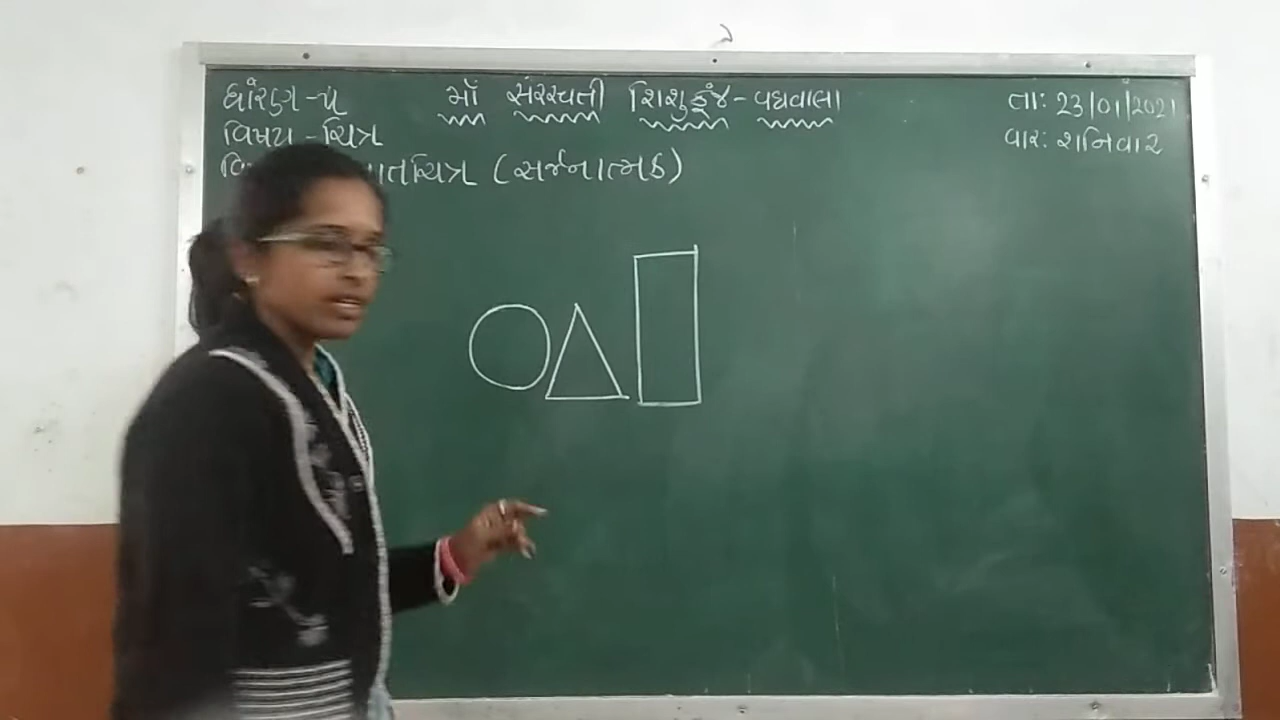 ધોરણ -૫
માઁ સરસ્વતી શિશુકુંજ - વઘવાલા
તા: 23/01/2021
વિષય - ચિત્ર
વાર: શનિવાર
(સર્જનાત્મક)